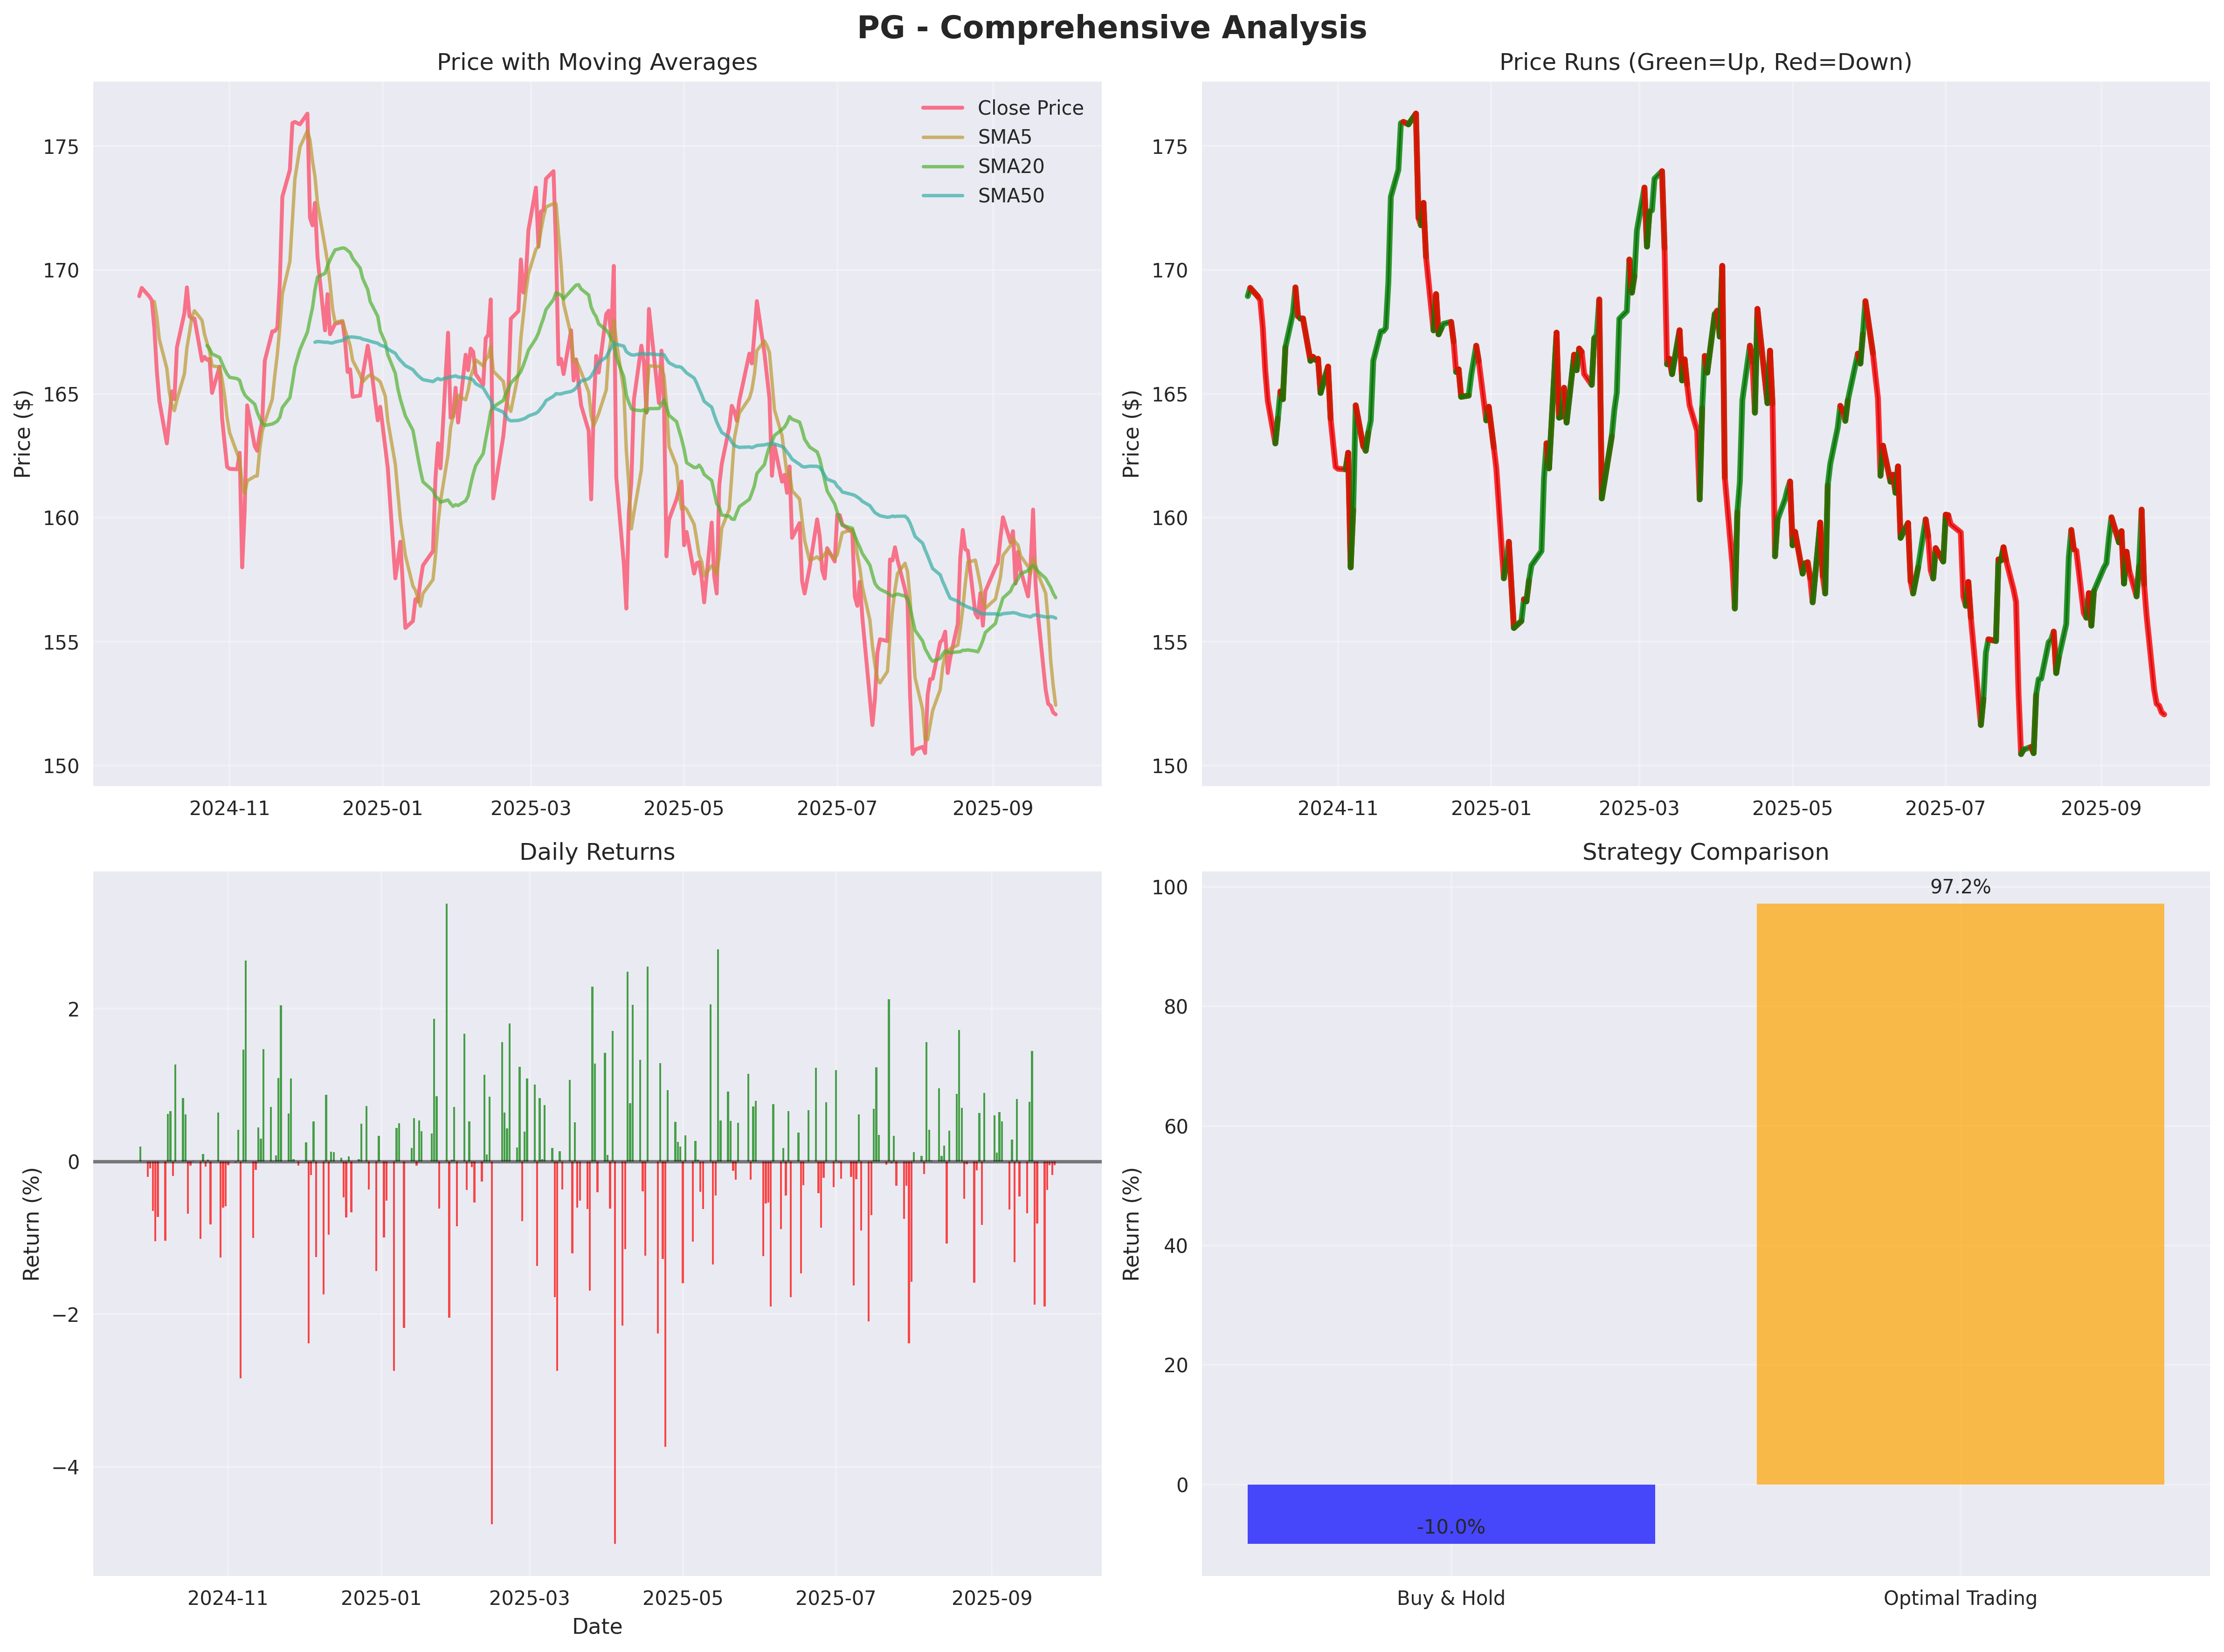 PG - Comprehensive Analysis
Price with Moving Averages
Price ($)
175
170
165
160
155
150
Close Price
SMA5
SMA20
SMA50
2024-11 2025-01 2025-03 2025-05 2025-07 2025-09
Price Runs (Green=Up, Red=Down)
Price ($)
175
170
165
160
155
150
2024-11 2025-01 2025-03 2025-05 2025-07 2025-09
Daily Returns
Return (%)
2
0
−2
−4
2024-11 2025-01 2025-03 2025-05 2025-07 2025-09
Date
Strategy Comparison
Return (%)
100
80
60
40
20
0
97.2%
-10.0%
Buy & Hold Optimal Trading